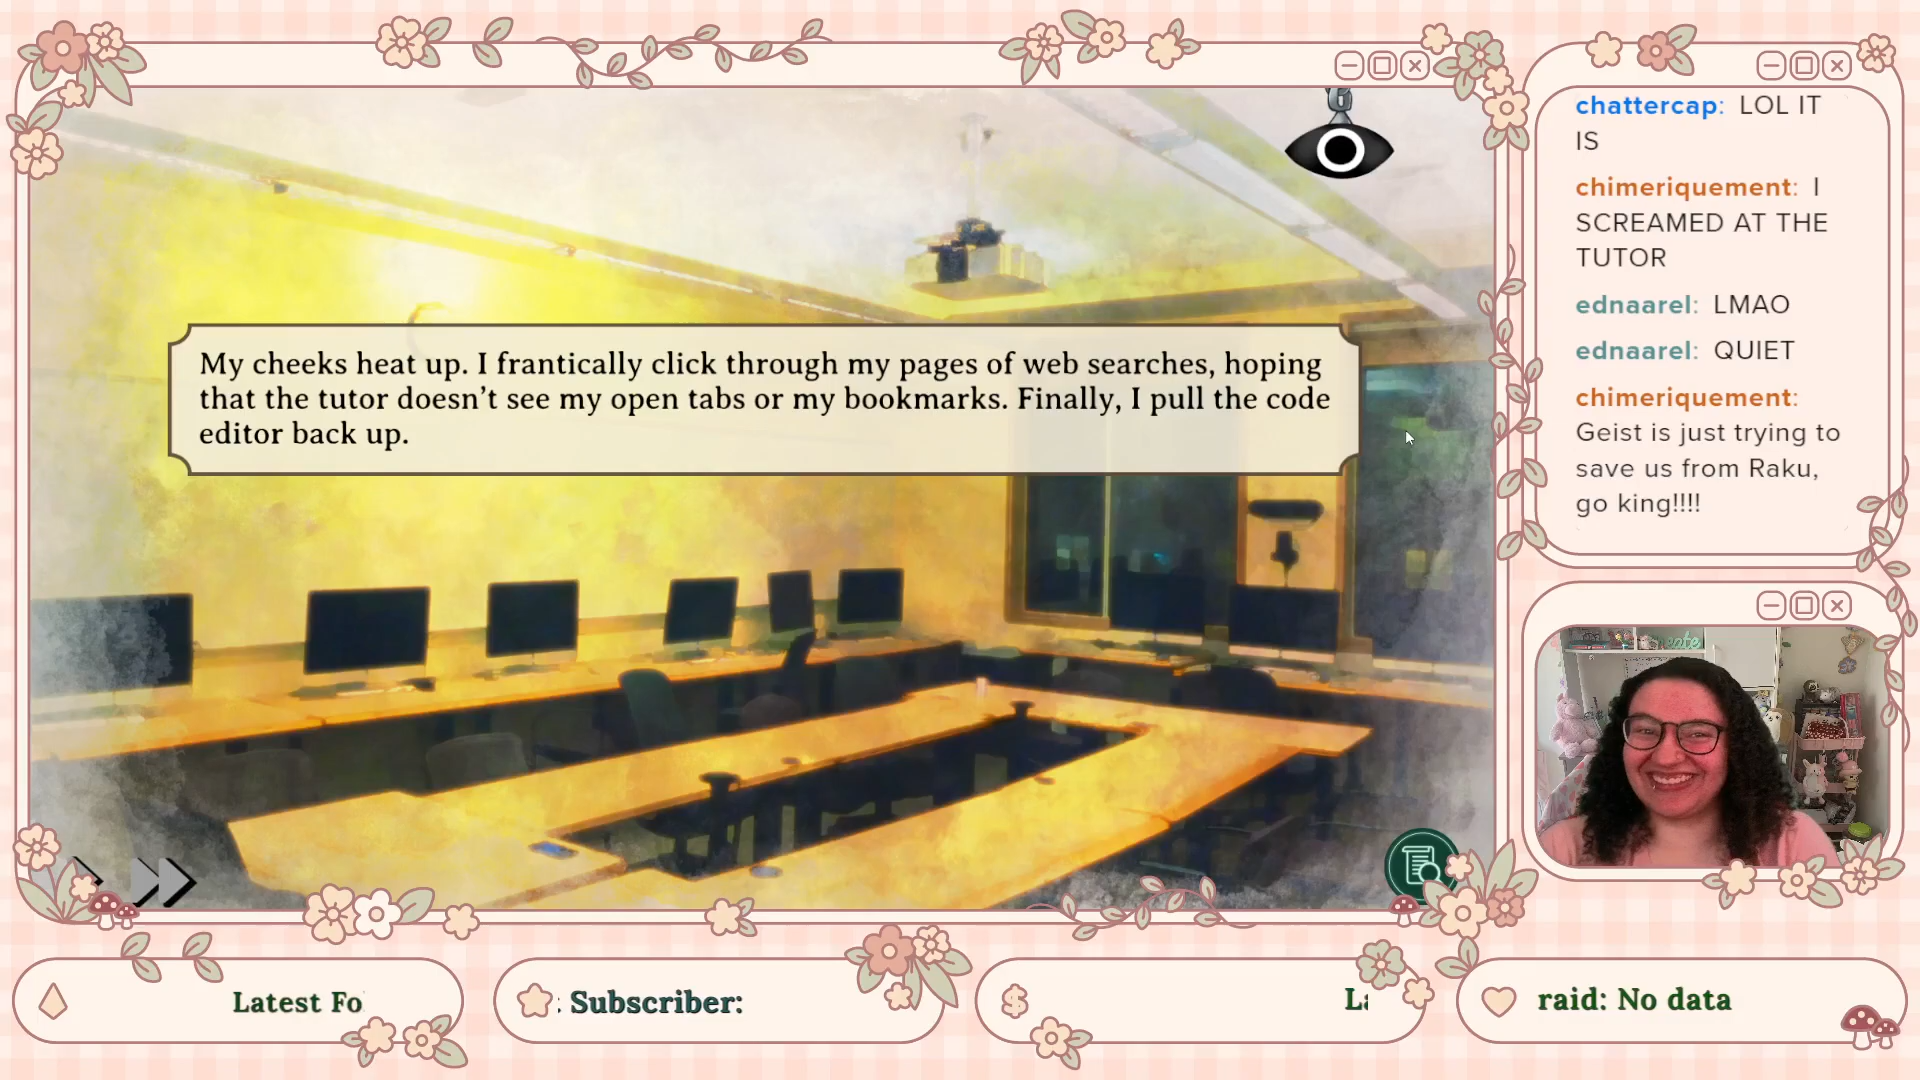 My cheeks heat up. I frantically click through my pages of web searches, hoping
that the tutor doesn’t see my open tabs or my bookmarks. Finally, I pull the code
editor back up.
chattercap: LOL IT
IS
chimeriquement: I
SCREAMED AT THE
TUTOR
ednaarel: LMAO
ednaarel: QUIET
chimeriquement:
Geist is just trying to
save us from Raku,
go king!!!!
create
Latest Fo
: Subscriber:
$
La
raid: No data